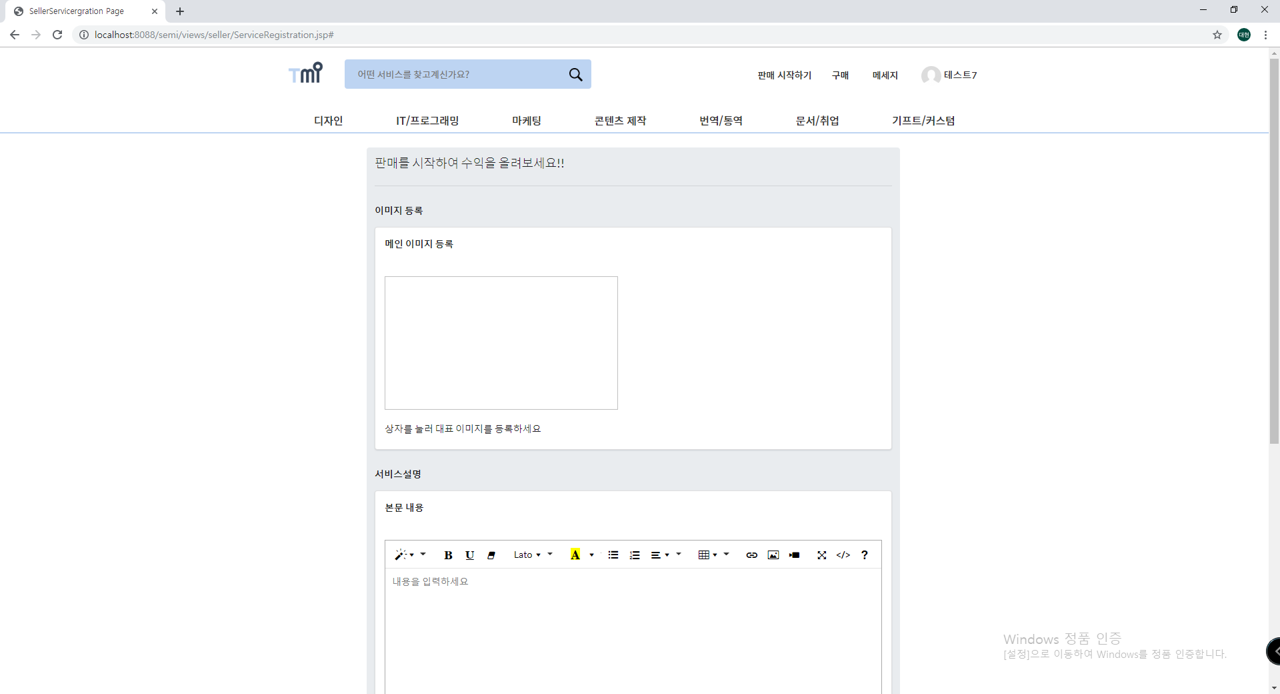 SellerServicergration Page
localhost:8088/semi/views/seller/ServiceRegistration.jsp#
대현
TMI
어떤 서비스를 찾고계신가요?
판매 시작하기 구매 메세지 테스트7
디자인 IT/프로그래밍 마케팅 콘텐츠 제작 번역/통역 문서/취업 기프트/커스텀
판매를 시작하여 수익을 올려보세요!!
이미지 등록
메인 이미지 등록
상자를 눌러 대표 이미지를 등록하세요
서비스설명
본문 내용
B U Lato A </> ?
내용을 입력하세요
Windows 정품 인증
[설정]으로 이동하여 Windows를 정품 인증합니다.